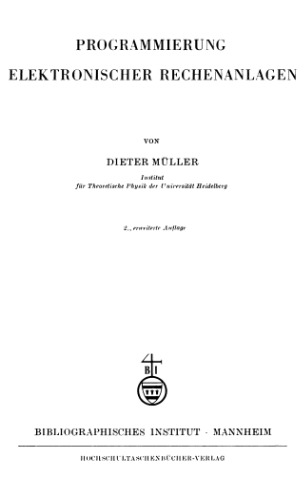 PROGRAMMIERUNG
ELEKTRONISCHER RECHENANLAGEN
VON
DIETER MÜLLER
Institut
für Theoretische Physik der Universität Heidelberg
2., erweiterte Auflage
B I
BIBLIOGRAPHISCHES INSTITUT · MANNHEIM
HOCHSCHULTASCHENBÜCHER-VERLAG